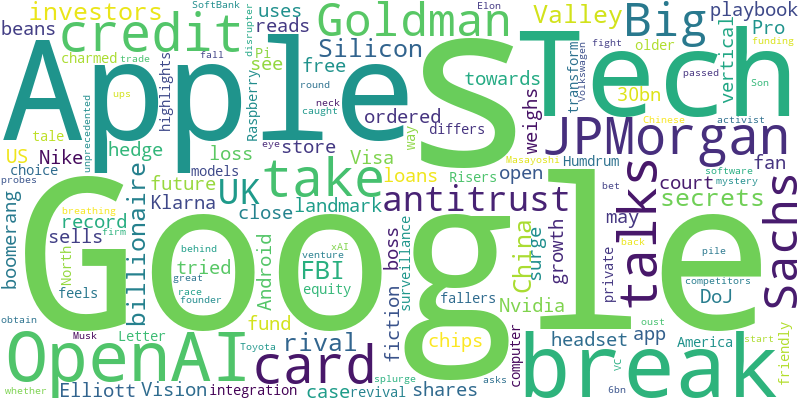 SoftBank
Elon
investors
credit
Goldman
Valley
Big
playbook
beans
uses
Pro
charmed
reads
Silicon
see
free
older
Apple
S
Tech
disrupter
trade
fall
Pi
towards
fight
passed
funding
Volkswagen
Son
transform
vertical
30bn
highlights
Raspberry
round
ordered
weighs
unprecedented
ups
neck
caught
way
differs
Chinese
activist
tale
store
JPMorgan
US
Nike
hedge
loss
Visa
eye
Masayoshi
fan
choice
models
take
loans
Risers
open
Humdrum
bet
software
mystery
probes
Klarna
UK
future
landmark
antitrust
court
secrets
boomerang
record
close
talks
may
Sachs
breathing
firm
billionaire
tried
Android
surveillance
boss
China
surge
growth
private
back
pile
Google
sells
North
behind
xAI
FBI
equity
fiction
fallers
Nvidia
competitors
oust
DoJ
feels
great
venture
race
founder
fund
chips
headset
app
America
obtain
Musk
Letter
Toyota
rival
computer
vc
start
friendly
OpenAI
card
case
revival
shares
break
whether
Elliott
Vision
integration
splurge
asks
6bn